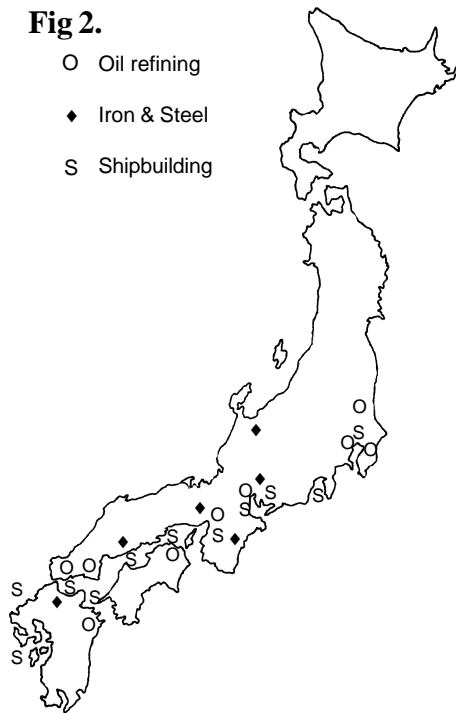 Fig 2.
O Oil refining
♦ Iron & Steel
S Shipbuilding